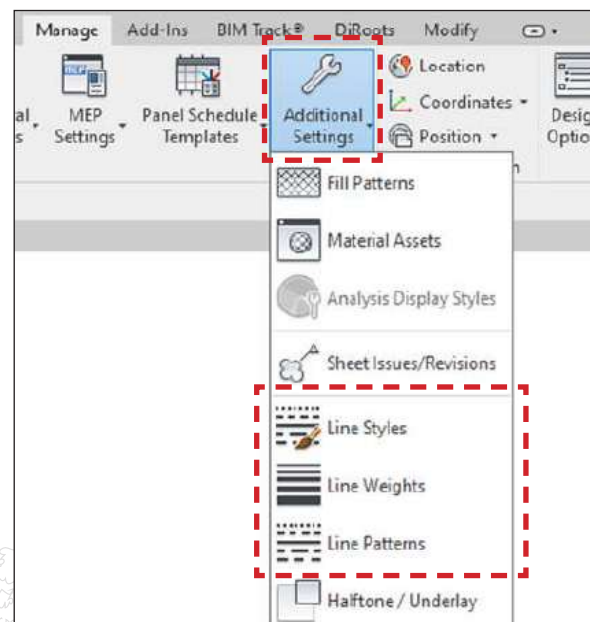 Manage Add-Ins BIM Track® DiRoots Modify
MEP Settings
Panel Schedule Templates
Additional Settings
Location
Coordinates
Position
Fill Patterns
Material Assets
Analysis Display Styles
Sheet Issues/Revisions
Line Styles
Line Weights
Line Patterns
Halftone / Underlay